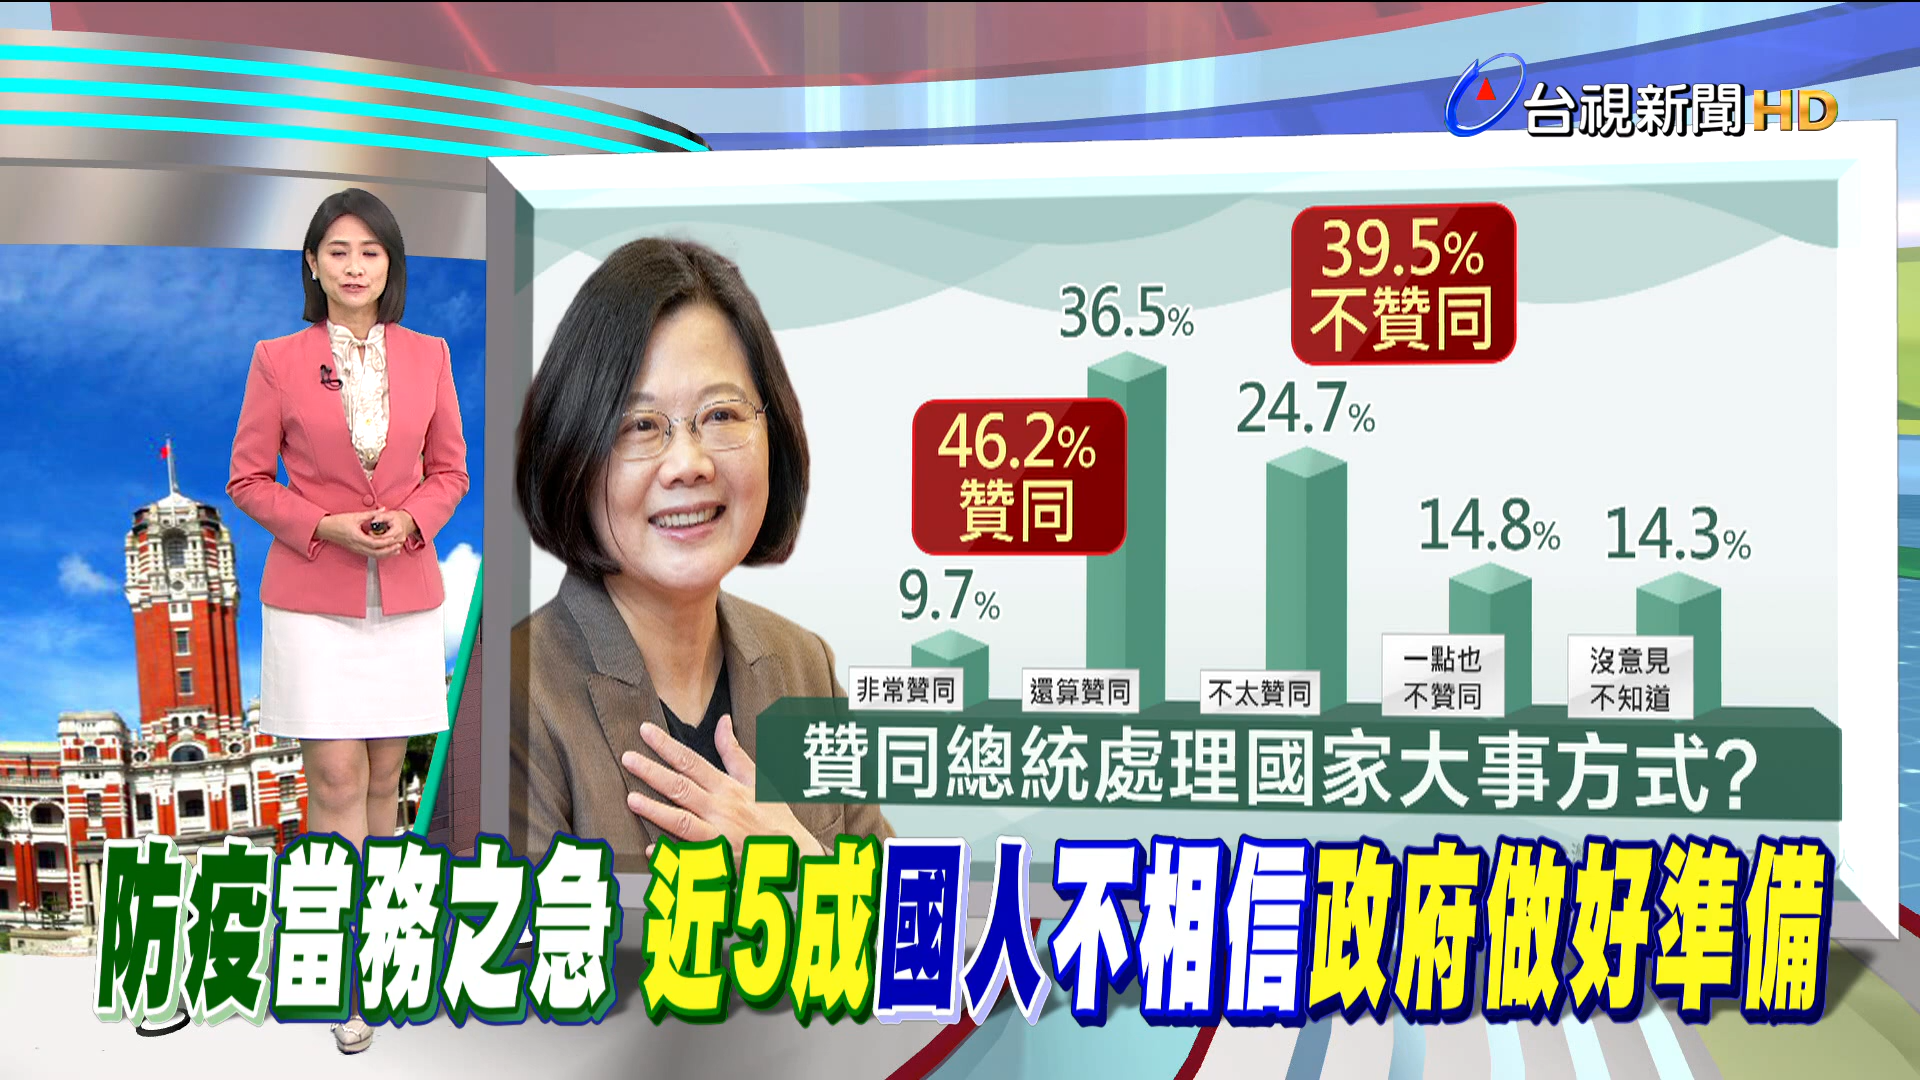 台視新聞HD
39.5%
不贊同
36.5%
24.7%
46.2%
贊同
14.8%
14.3%
9.7%
非常贊同
還算贊同
不太贊同
一點也
不贊同
沒意見
不知道
贊同總統處理國家大事方式?
防疫當務之急 近5成國人不相信政府做好準備